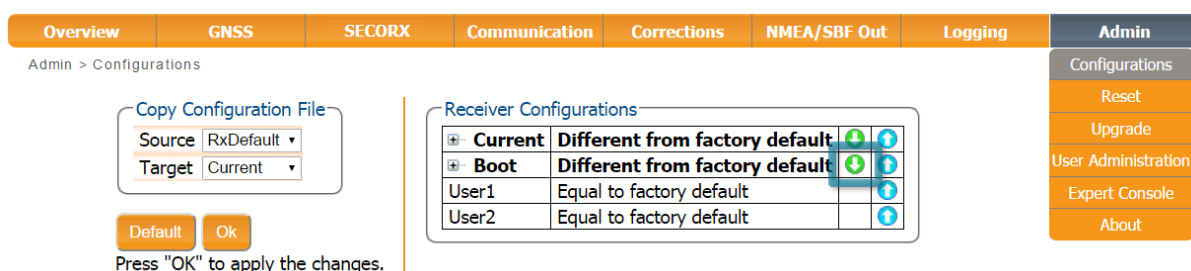 Overview GNSS SECORX Communication Corrections NMEA/SBF Out Logging Admin
Admin > Configurations
Configurations
Reset
Upgrade
User Administration
Expert Console
About
Copy Configuration File
Source RxDefault
Target Current
Default Ok
Press "OK" to apply the changes.
Receiver Configurations
Current Different from factory default
Boot Different from factory default
User1 Equal to factory default
User2 Equal to factory default